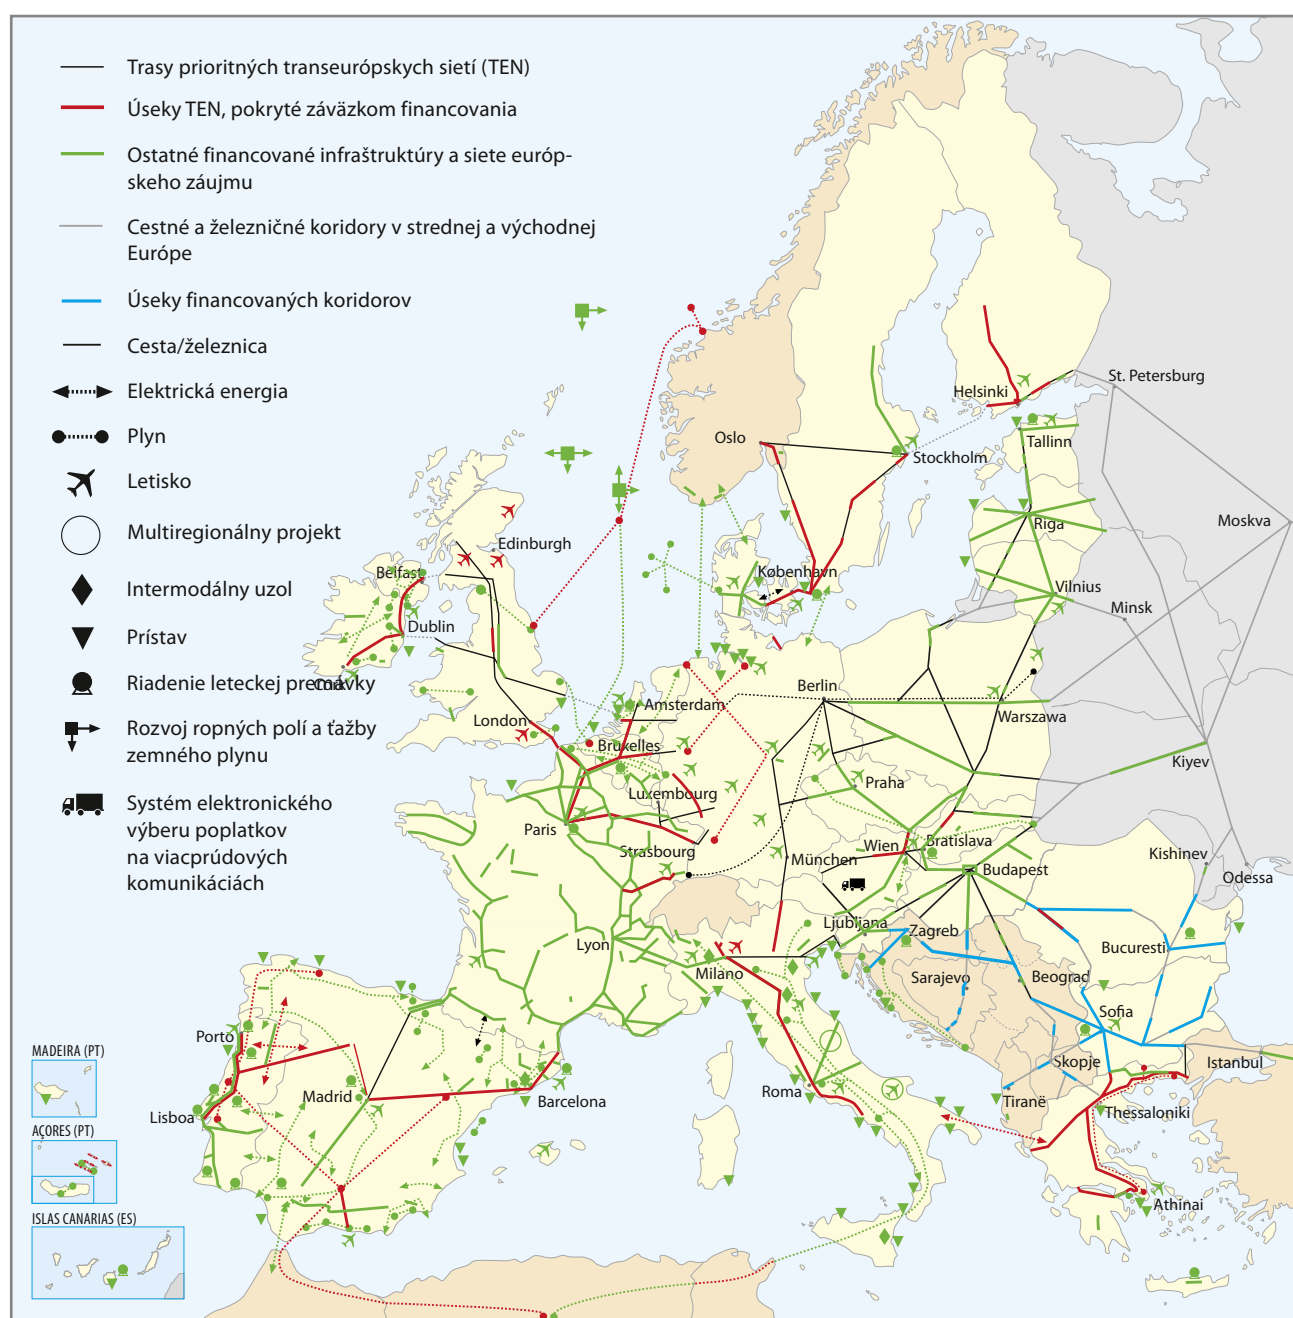 Trasy prioritných transeurópskych sietí (TEN)
Úseky TEN, pokryté záväzkom financovania
Ostatné financované infraštruktúry a siete európ-
skeho záujmu
Cestné a železničné koridory v strednej a východnej
Európe
Úseky financovaných koridorov
Cesta/železnica
Elektrická energia
Plyn
Letisko
Multiregionálny projekt
Intermodálny uzol
Prístav
Riadenie leteckej premávky
Rozvoj ropných polí a ťažby
zemného plynu
Systém elektronického
výberu poplatkov
na viacprúdových
komunikáciách
St. Petersburg
Helsinki
Oslo
Tallinn
Stockholm
Moskva
Riga
Edinburgh
København
Belfast
Vilnius
Minsk
Dublin
Cork
Berlin
Amsterdam
Warszawa
London
Bruxelles
Kiyev
Praha
Luxembourg
Paris
Strasbourg
Wien
Bratislava
München
Kishinev
Budapest
Odessa
Ljubljana
Zagreb
Lyon
Bucuresti
Milano
Sarajevo
Beograd
Sofia
Porto
Skopje
Istanbul
MADEIRA (PT)
Roma
Madrid
Barcelona
Tiranë
Lisboa
Thessaloniki
AÇORES (PT)
Athinai
ISLAS CANARIAS (ES)